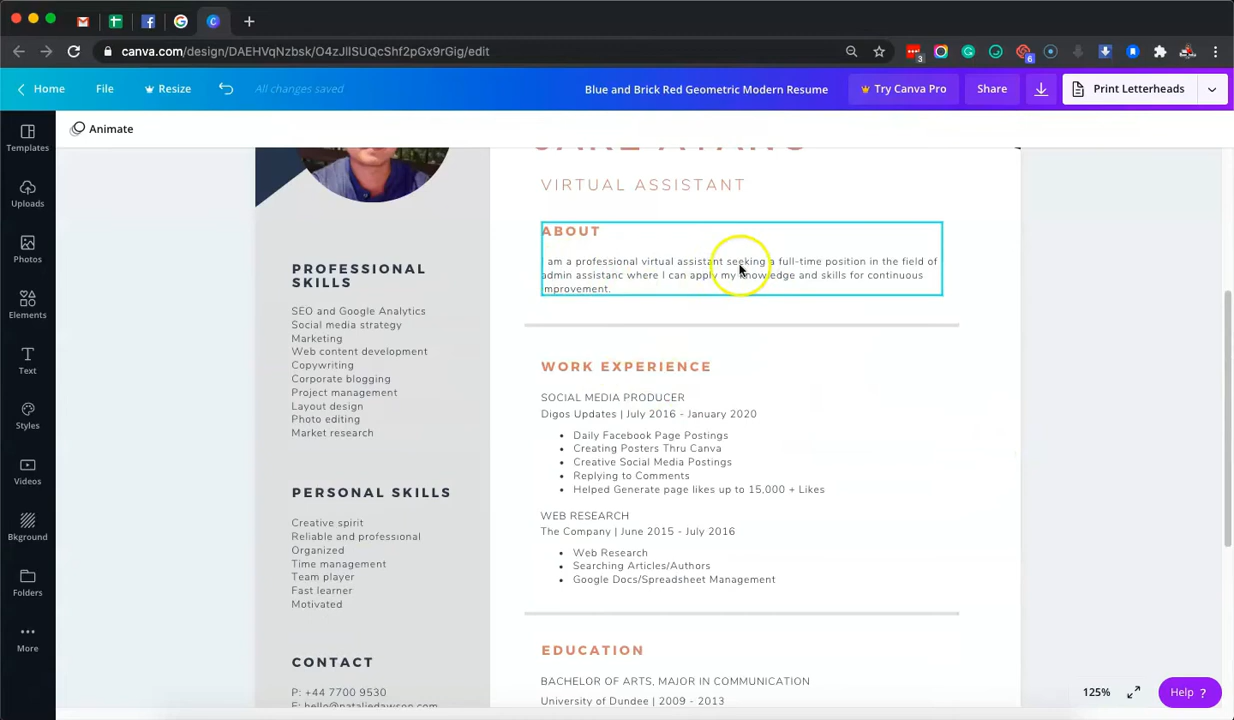 canva.com/design/DAEHVqNzbsk/O4zJllSUQcShf2pGx9rGig/edit
3
6
Home
File
Resize
All changes saved
Blue and Brick Red Geometric Modern Resume
Try Canva Pro
Share
Print Letterheads
Animate
Templates
Uploads
Photos
Elements
Text
Styles
Videos
Bkground
Folders
More
PROFESSIONAL
SKILLS
SEO and Google Analytics
Social media strategy
Marketing
Web content development
Copywriting
Corporate blogging
Project management
Layout design
Photo editing
Market research
PERSONAL SKILLS
Creative spirit
Reliable and professional
Organized
Time management
Team player
Fast learner
Motivated
CONTACT
P: +44 7700 9530
VIRTUAL ASSISTANT
ABOUT
I am a professional virtual assistant seeking a full-time position in the field of
admin assistanc where I can apply my knowledge and skills for continuous
improvement.
WORK EXPERIENCE
SOCIAL MEDIA PRODUCER
Digos Updates | July 2016 - January 2020
• Daily Facebook Page Postings
• Creating Posters Thru Canva
• Creative Social Media Postings
• Replying to Comments
• Helped Generate page likes up to 15,000 + Likes
WEB RESEARCH
The Company | June 2015 - July 2016
• Web Research
• Searching Articles/Authors
• Google Docs/Spreadsheet Management
EDUCATION
BACHELOR OF ARTS, MAJOR IN COMMUNICATION
University of Dundee | 2009 - 2013
125%
Help ?